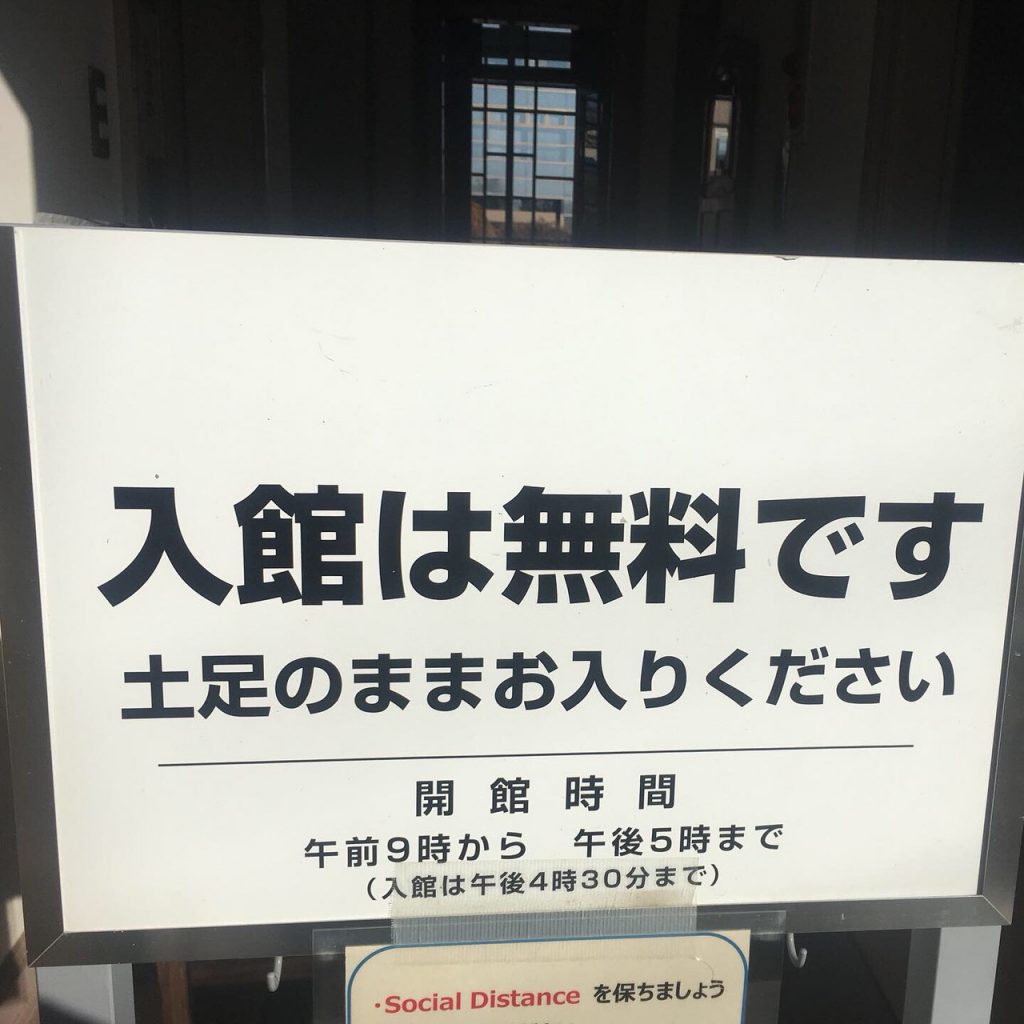 入館は無料です
土足のままお入りください
開館時間
午前9時から　午後5時まで
（入館は午後4時30分まで）
・Social Distance を保ちましょう